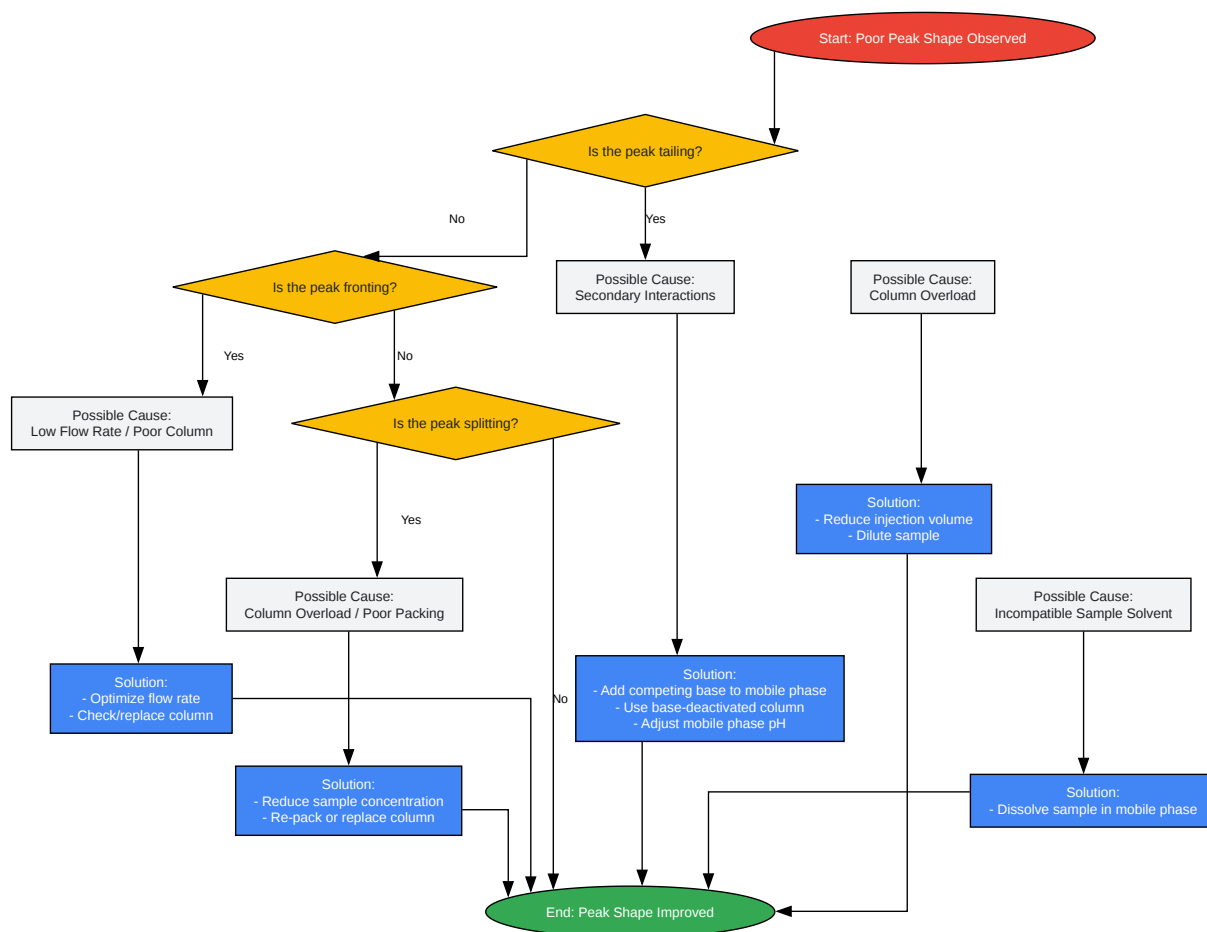 Start: Poor Peak Shape Observed
Is the peak tailing?
No
Yes
Is the peak fronting?
Possible Cause:
Secondary Interactions
Possible Cause:
Column Overload
Yes
No
Possible Cause:
Low Flow Rate / Poor Column
Is the peak splitting?
Solution:
- Reduce injection volume
- Dilute sample
Yes
Possible Cause:
Column Overload / Poor Packing
Possible Cause:
Incompatible Sample Solvent
Solution:
- Optimize flow rate
- Check/replace column
No
Solution:
- Add competing base to mobile phase
- Use base-deactivated column
- Adjust mobile phase pH
Solution:
- Reduce sample concentration
- Re-pack or replace column
Solution:
- Dissolve sample in mobile phase
End: Peak Shape Improved